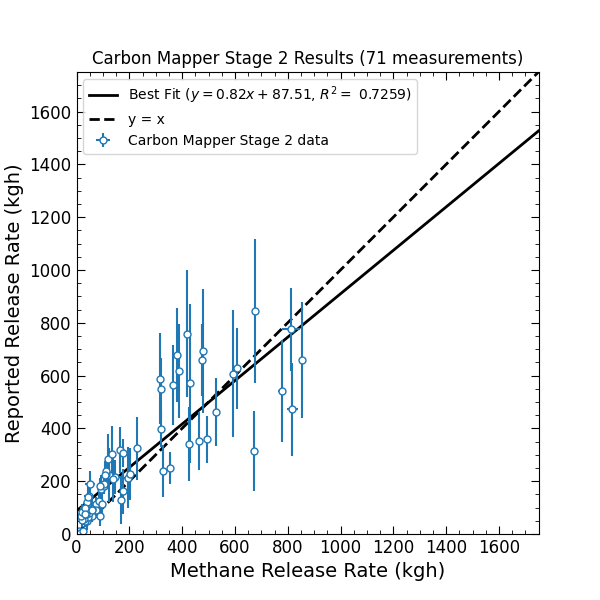 Carbon Mapper Stage 2 Results (71 measurements)
Best Fit (y = 0.82x + 87.51, R² = 0.7259)
y = x
Carbon Mapper Stage 2 data
Reported Release Rate (kgh)
1600
1400
1200
1000
800
600
400
200
0
0 200 400 600 800 1000 1200 1400 1600
Methane Release Rate (kgh)